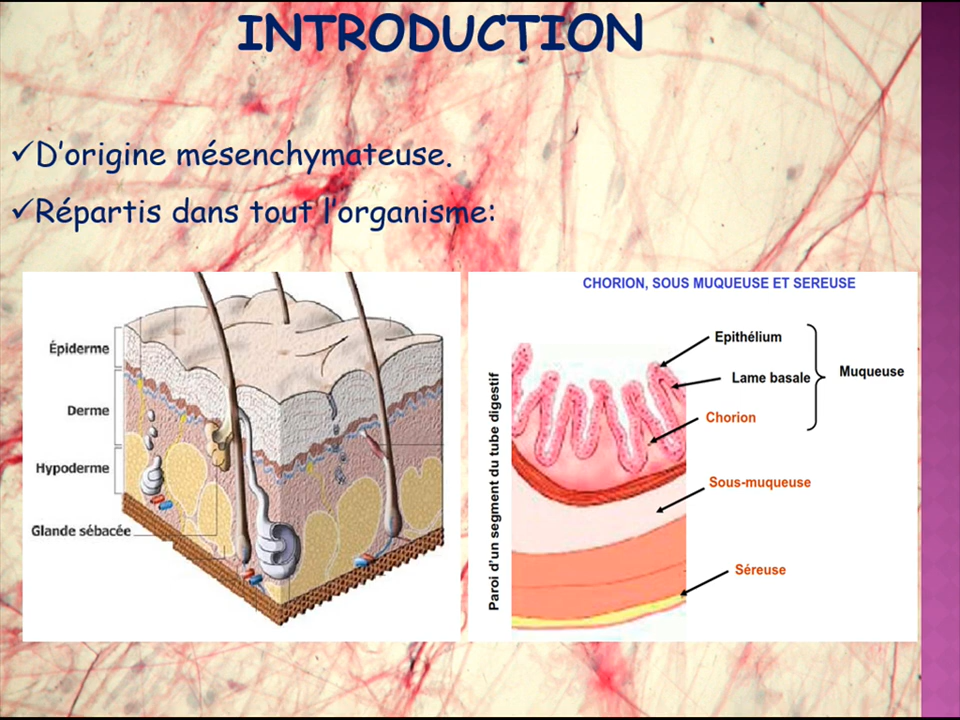 INTRODUCTION
✓D'origine mésenchymateuse.
✓Répartis dans tout l'organisme:
Épiderme
Derme
Hypoderme
Glande sébacée
CHORION, SOUS MUQUEUSE ET SEREUSE
Paroi d'un segment du tube digestif
Epithélium
Lame basale
Muqueuse
Chorion
Sous-muqueuse
Séreuse